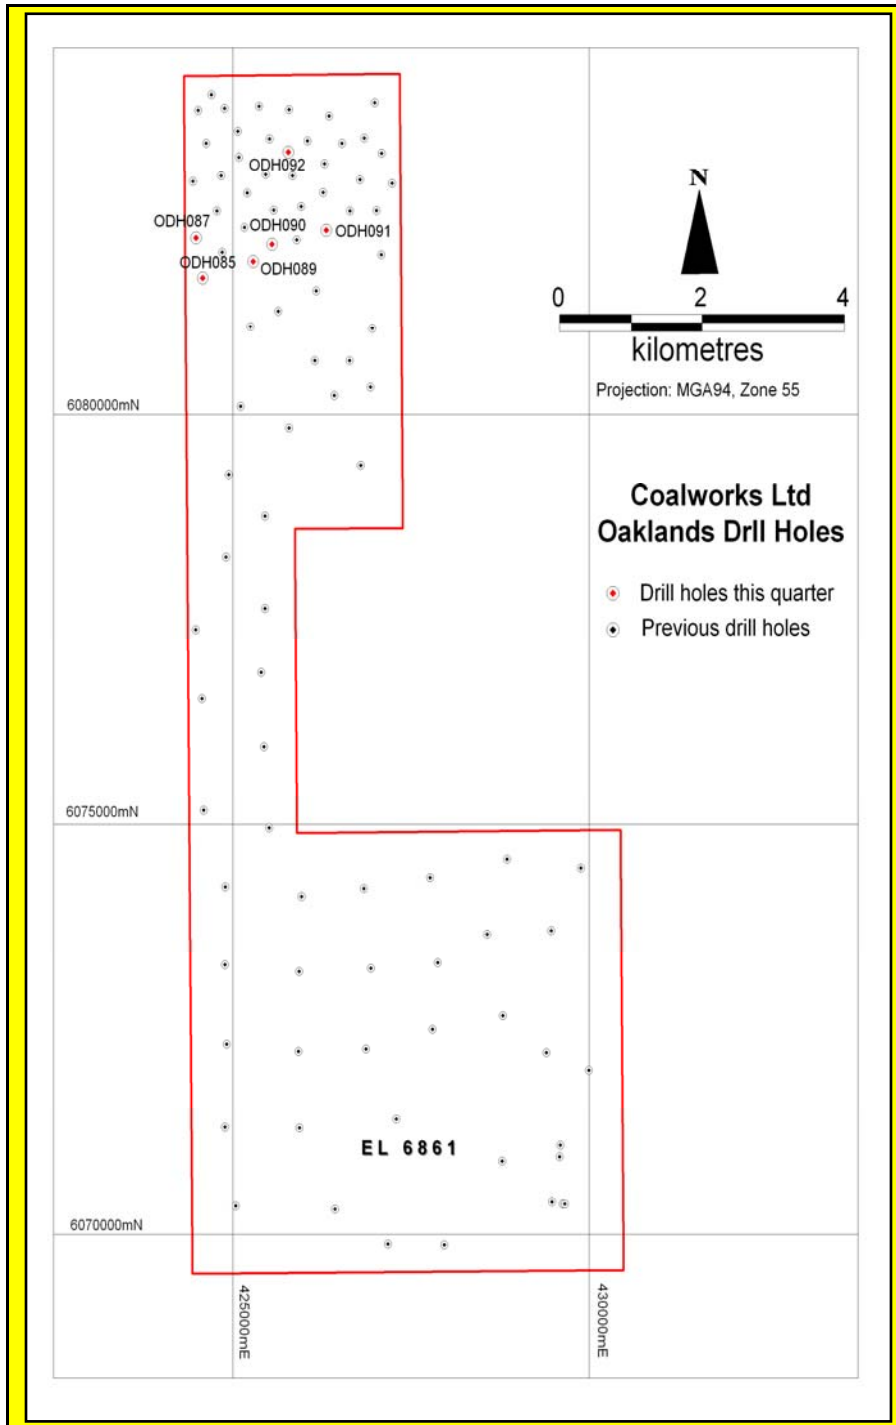 ODH092
N
ODH087
ODH090
ODH091
ODH085
ODH089
0 2 4
kilometres
Projection: MGA94, Zone 55
6080000mN
Coalworks Ltd
Oaklands Drll Holes
Drill holes this quarter
Previous drill holes
6075000mN
EL 6861
6070000mN
425000mE
430000mE